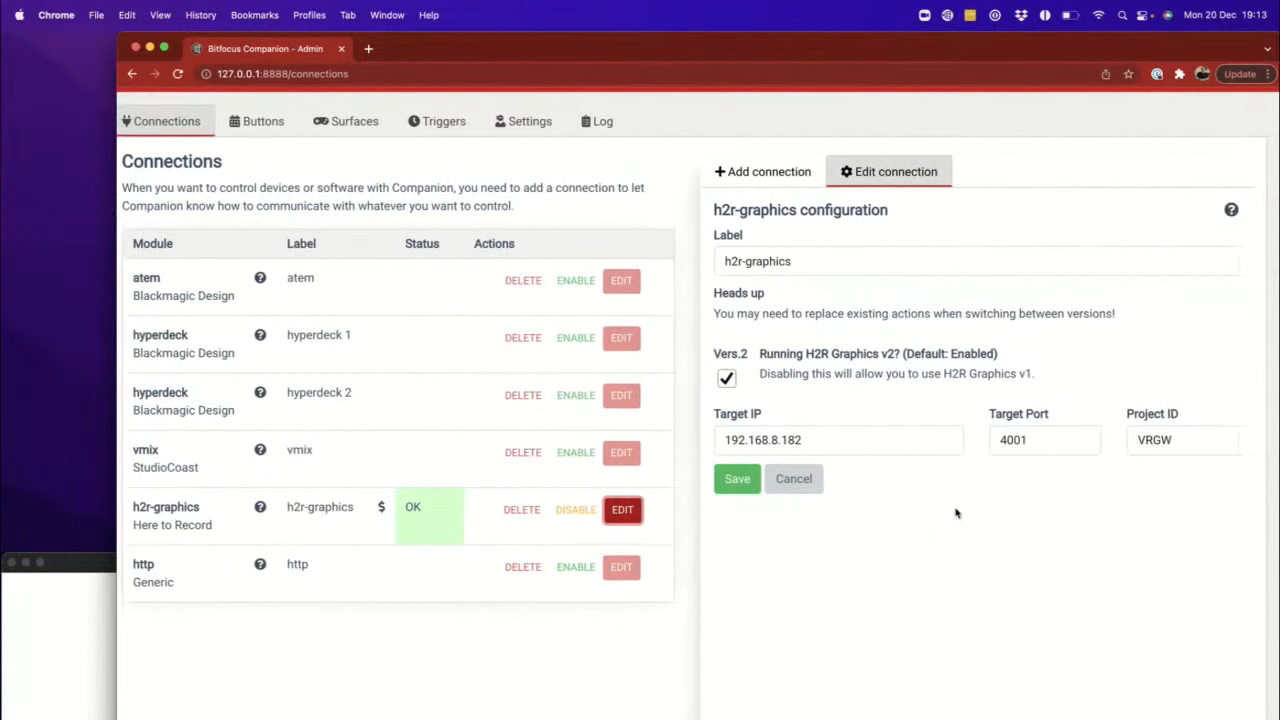 Chrome File Edit View History Bookmarks Profiles Tab Window Help Mon 20 Dec 19:13
Bitfocus Companion - Admin
127.0.0.1:8888/connections Update
Connections Buttons Surfaces Triggers Settings Log
Connections
When you want to control devices or software with Companion, you need to add a connection to let
Companion know how to communicate with whatever you want to control.
Module Label Status Actions
atem atem DELETE ENABLE EDIT
Blackmagic Design
hyperdeck hyperdeck 1 DELETE ENABLE EDIT
Blackmagic Design
hyperdeck hyperdeck 2 DELETE ENABLE EDIT
Blackmagic Design
vmix vmix DELETE ENABLE EDIT
StudioCoast
h2r-graphics h2r-graphics $ OK DELETE DISABLE EDIT
Here to Record
http http DELETE ENABLE EDIT
Generic
Add connection Edit connection
h2r-graphics configuration
Label
h2r-graphics
Heads up
You may need to replace existing actions when switching between versions!
Vers.2 Running H2R Graphics v2? (Default: Enabled)
Disabling this will allow you to use H2R Graphics v1.
Target IP Target Port Project ID
192.168.8.182 4001 VRGW
Save Cancel